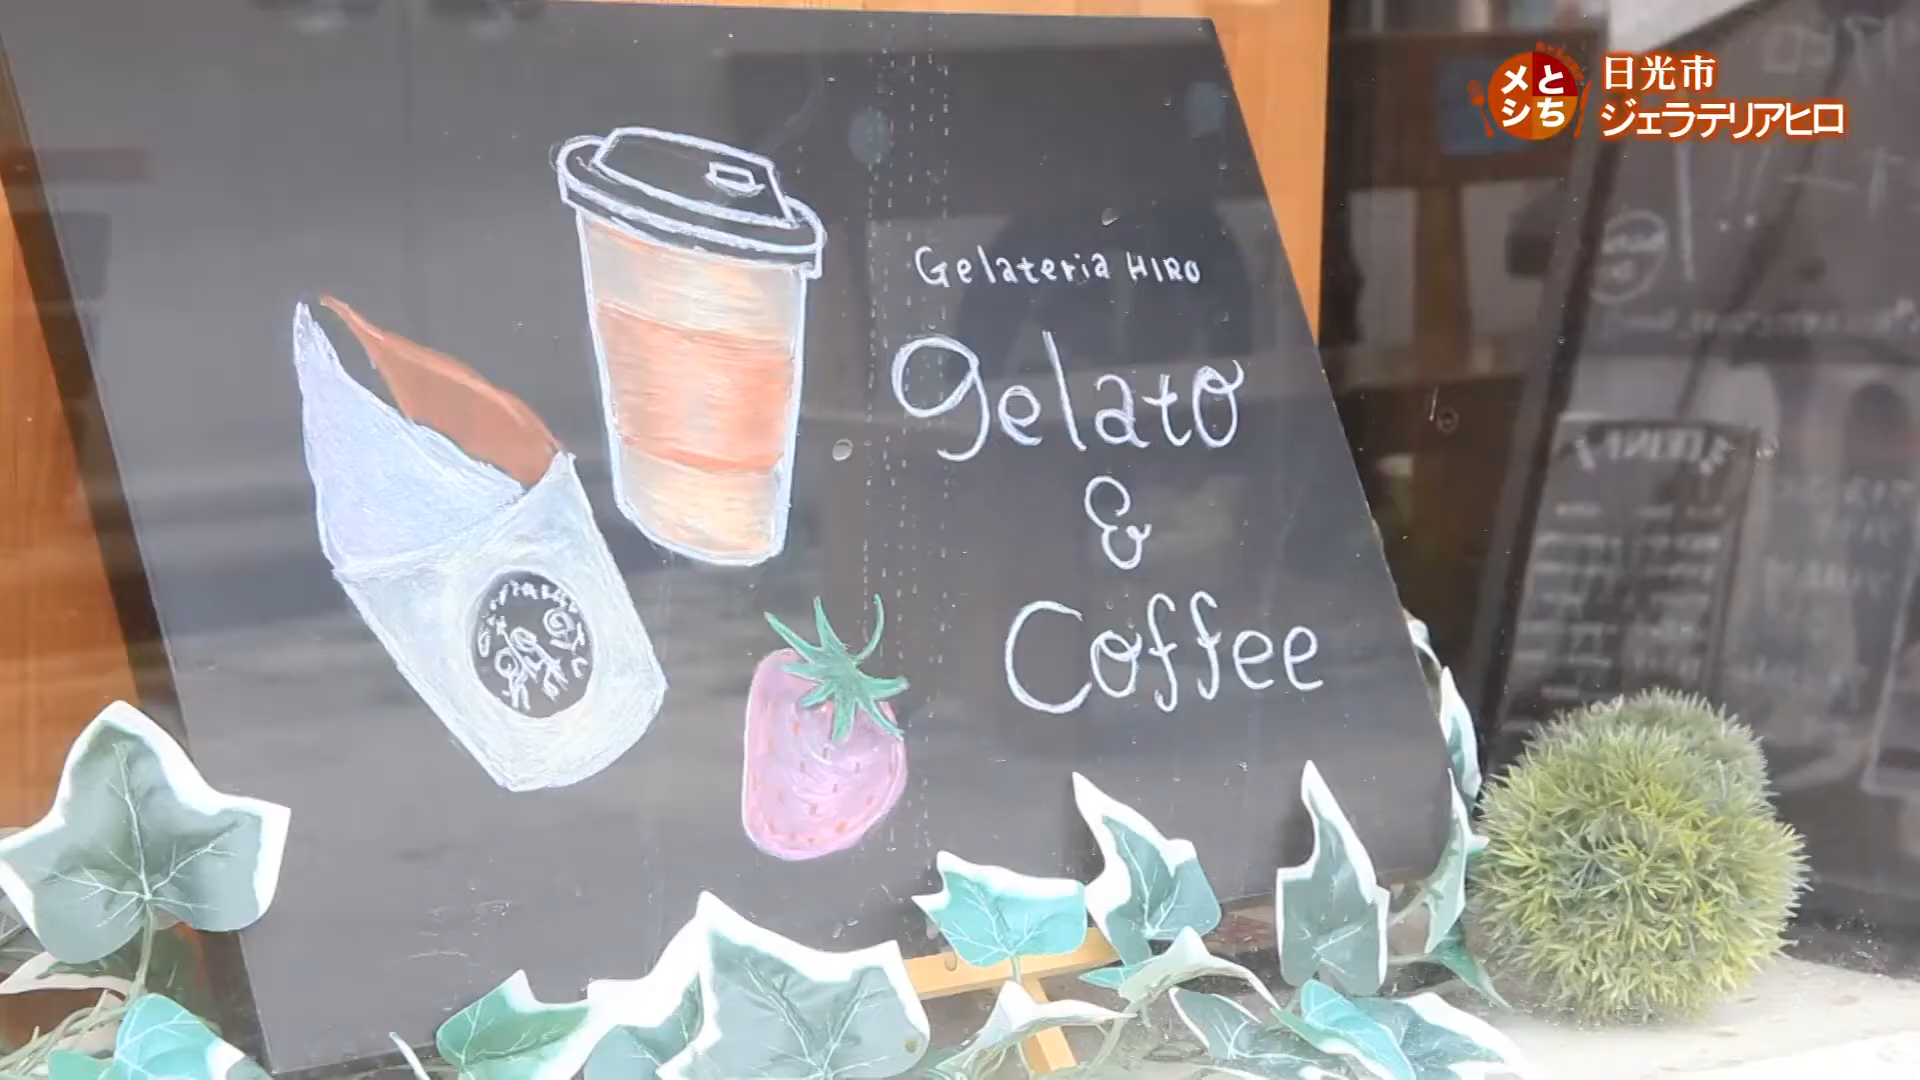 とち
メシ
日光市
ジェラテリアヒロ
Gelateria HIRO
gelato
&
Coffee